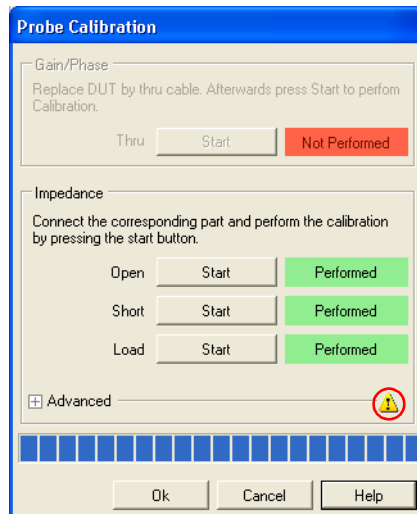 Probe Calibration
Gain/Phase
Replace DUT by thru cable. Afterwards press Start to perfom
Calibration.
Thru Start Not Performed
Impedance
Connect the corresponding part and perform the calibration
by pressing the start button.
Open Start Performed
Short Start Performed
Load Start Performed
Advanced
Ok Cancel Help